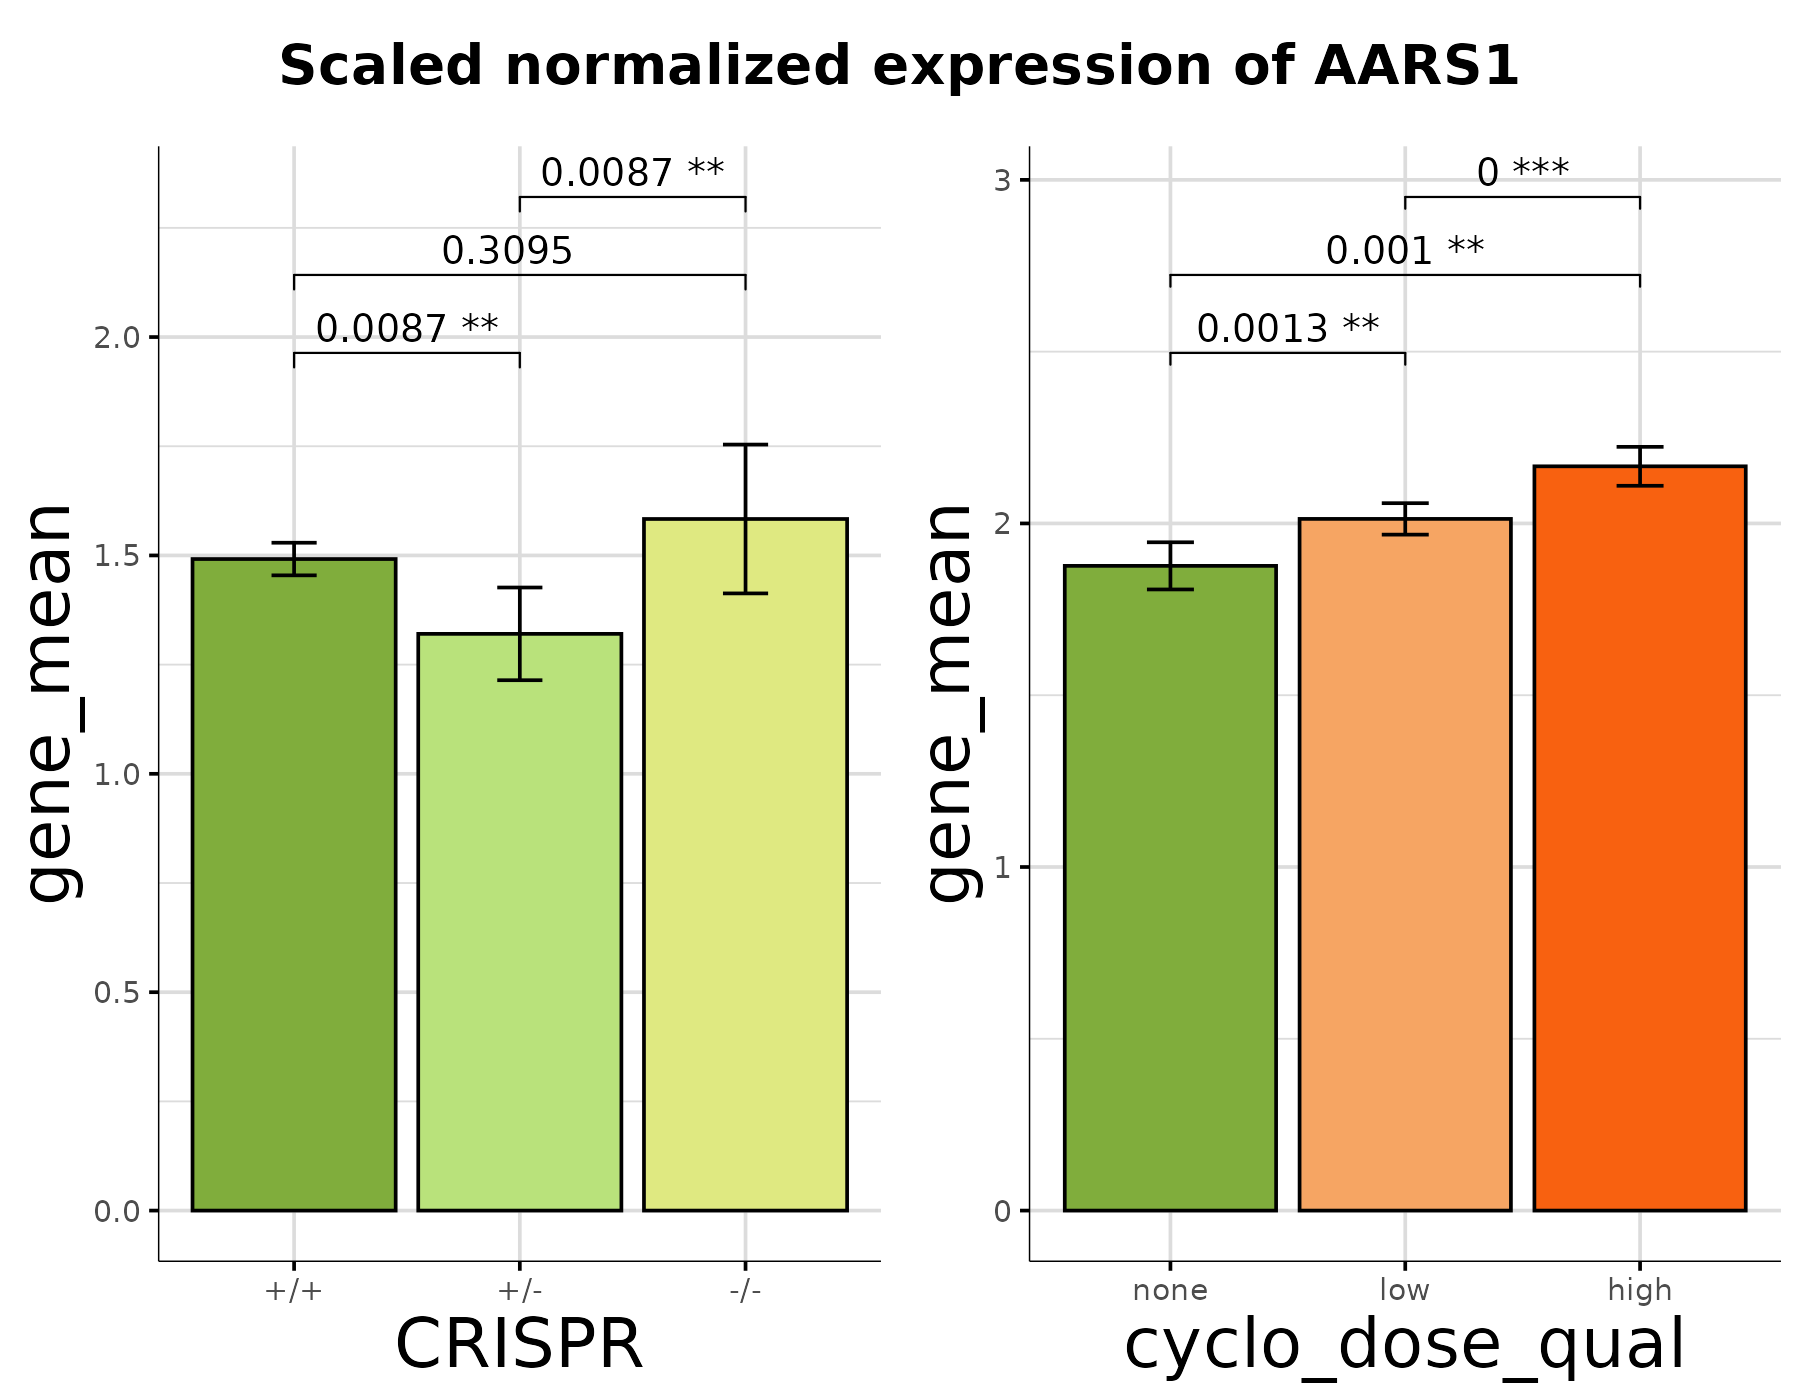 Scaled normalized expression of AARS1
gene_mean
2.0
1.5
1.0
0.5
0.0
0.0087 **
0.3095
0.0087 **
+/+
+/-
-/-
CRISPR
gene_mean
3
2
1
0
0 ***
0.001 **
0.0013 **
none
low
high
cyclo_dose_qual